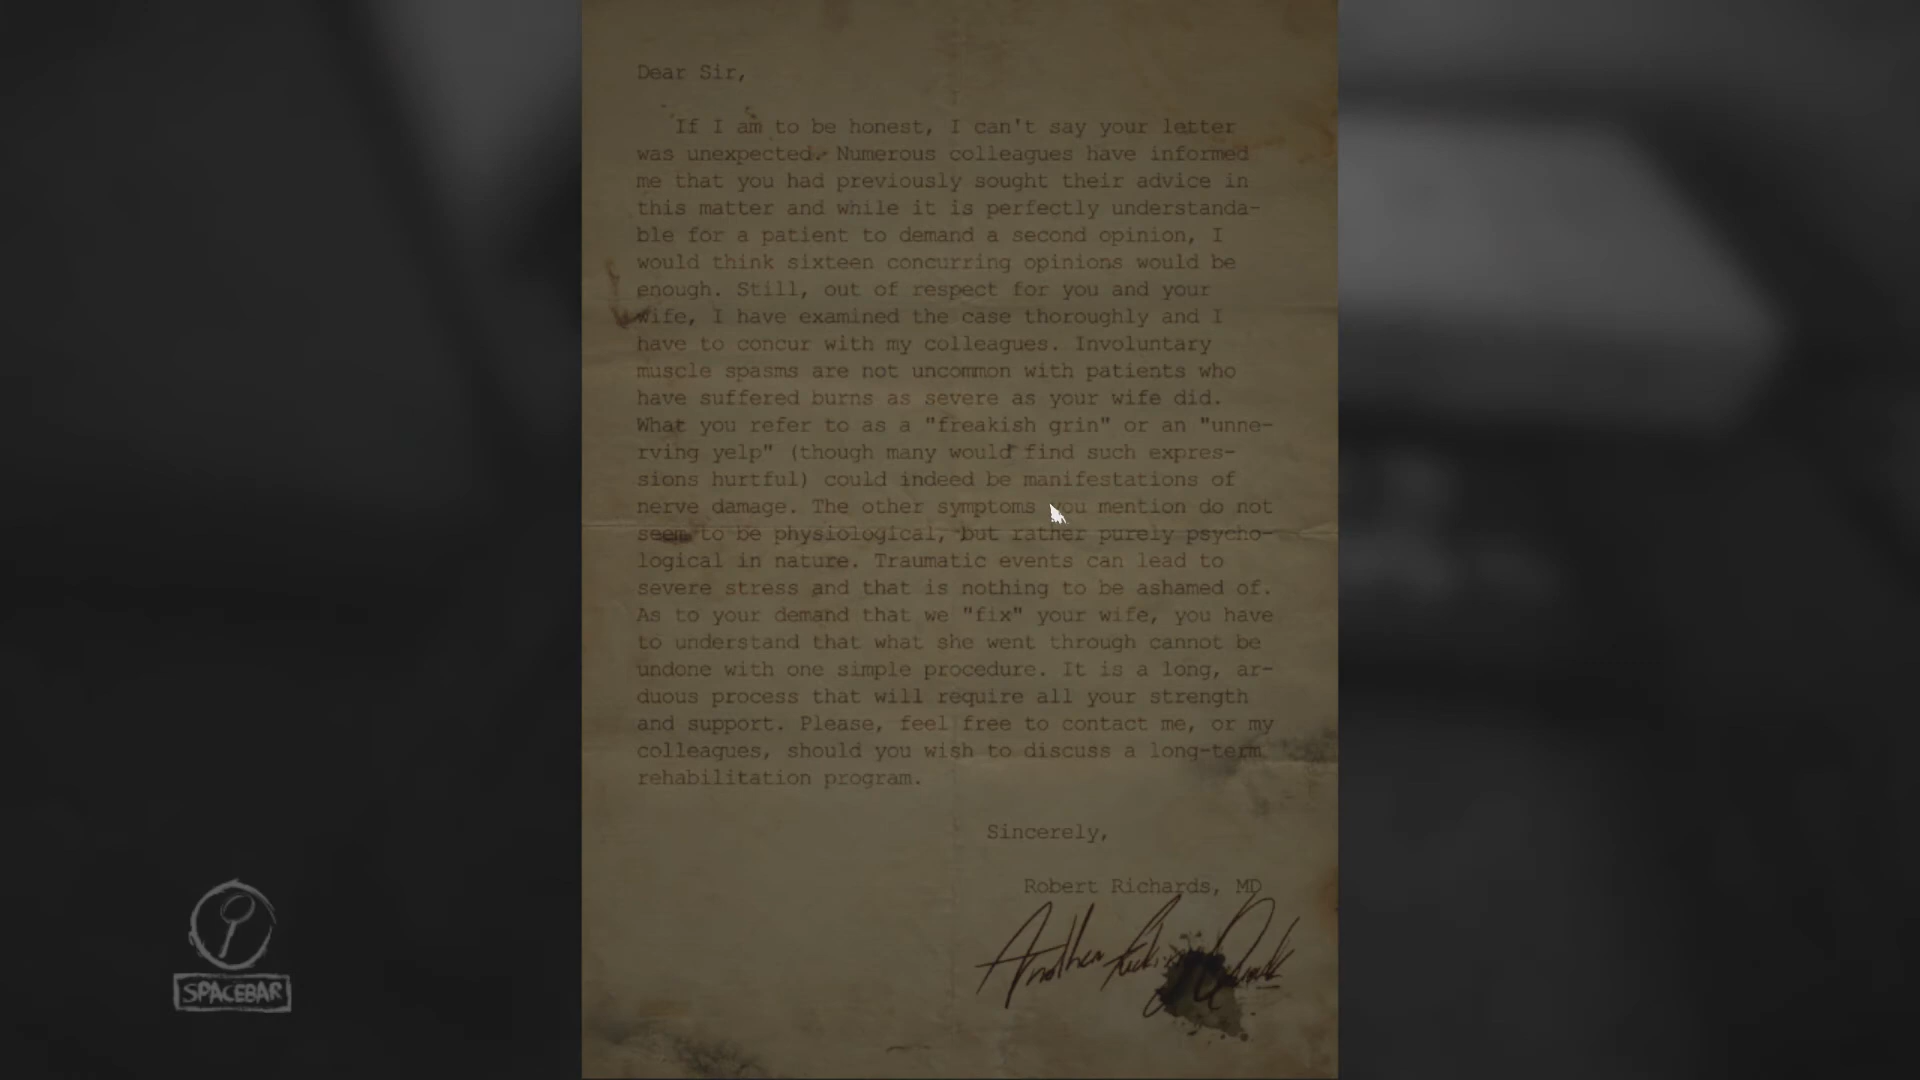 Dear Sir,
If I am to be honest, I can't say your letter
was unexpected. Numerous colleagues have informed
me that you had previously sought their advice in
this matter and while it is perfectly understanda-
ble for a patient to demand a second opinion, I
would think sixteen concurring opinions would be
enough. Still, out of respect for you and your
wife, I have examined the case thoroughly and I
have to concur with my colleagues. Involuntary
muscle spasms are not uncommon with patients who
have suffered burns as severe as your wife did.
What you refer to as a "freakish grin" or an "unne-
rving yelp" (though many would find such expres-
sions hurtful) could indeed be manifestations of
nerve damage. The other symptoms you mention do not
seem to be physiological, but rather purely psycho-
logical in nature. Traumatic events can lead to
severe stress and that is nothing to be ashamed of.
As to your demand that we "fix" your wife, you have
to understand that what she went through cannot be
undone with one simple procedure. It is a long, ar-
duous process that will require all your strength
and support. Please, feel free to contact me, or my
colleagues, should you wish to discuss a long-term
rehabilitation program.
Sincerely,
Robert Richards, MD
Another
SPACEBAR